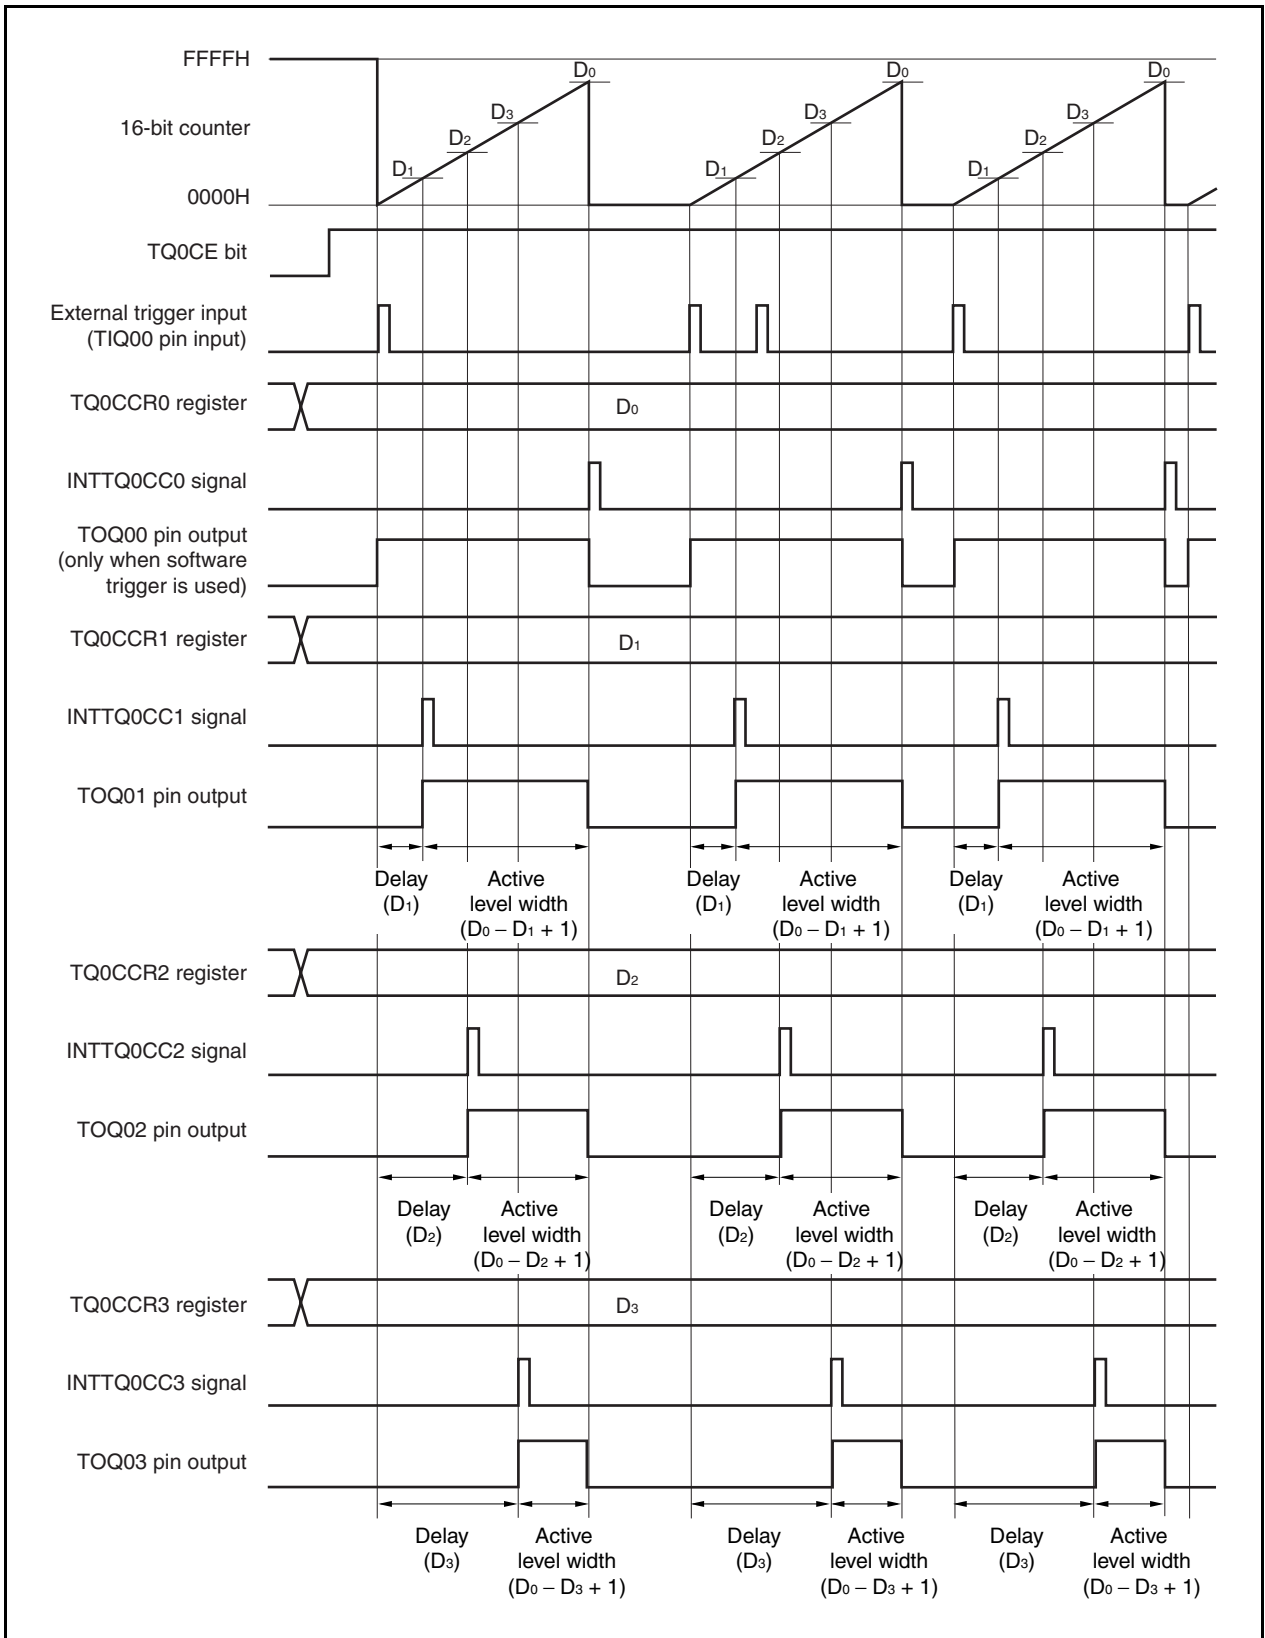 FFFFH
D0 D0 D0
16-bit counter
D3 D3 D3
D2 D2 D2
D1 D1 D1
0000H
TQ0CE bit
External trigger input
(TIQ00 pin input)
TQ0CCR0 register
D0
INTTQ0CC0 signal
TOQ00 pin output
(only when software
trigger is used)
TQ0CCR1 register
D1
INTTQ0CC1 signal
TOQ01 pin output
Delay Active Delay Active Delay Active
(D1) level width (D1) level width (D1) level width
(D0 – D1 + 1) (D0 – D1 + 1) (D0 – D1 + 1)
TQ0CCR2 register
D2
INTTQ0CC2 signal
TOQ02 pin output
Delay Active Delay Active Delay Active
(D2) level width (D2) level width (D2) level width
(D0 – D2 + 1) (D0 – D2 + 1) (D0 – D2 + 1)
TQ0CCR3 register
D3
INTTQ0CC3 signal
TOQ03 pin output
Delay Active Delay Active Delay Active
(D3) level width (D3) level width (D3) level width
(D0 – D3 + 1) (D0 – D3 + 1) (D0 – D3 + 1)